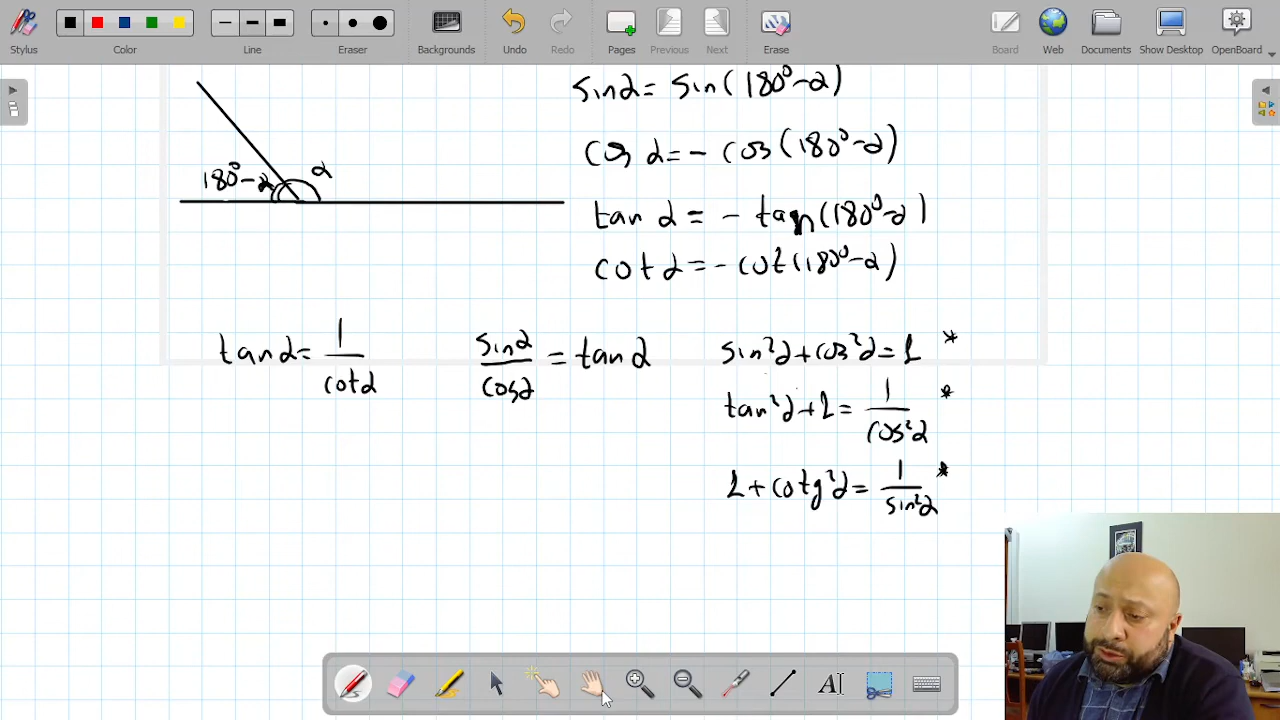 Stylus Color Line Eraser Backgrounds Undo Redo Pages Previous Next Erase Board Web Documents Show Desktop OpenBoard
sinα = sin(180°-α)
cosα = - cos(180°-α)
180°-α α
tanα = - tan(180°-α)
cotα = - cot(180°-α)
tanα = 1/cotα sinα/cosα = tanα sin²α + cos²α = 1 *
tan²α + 1 = 1/cos²α *
1 + cotg²α = 1/sin²α *
AI